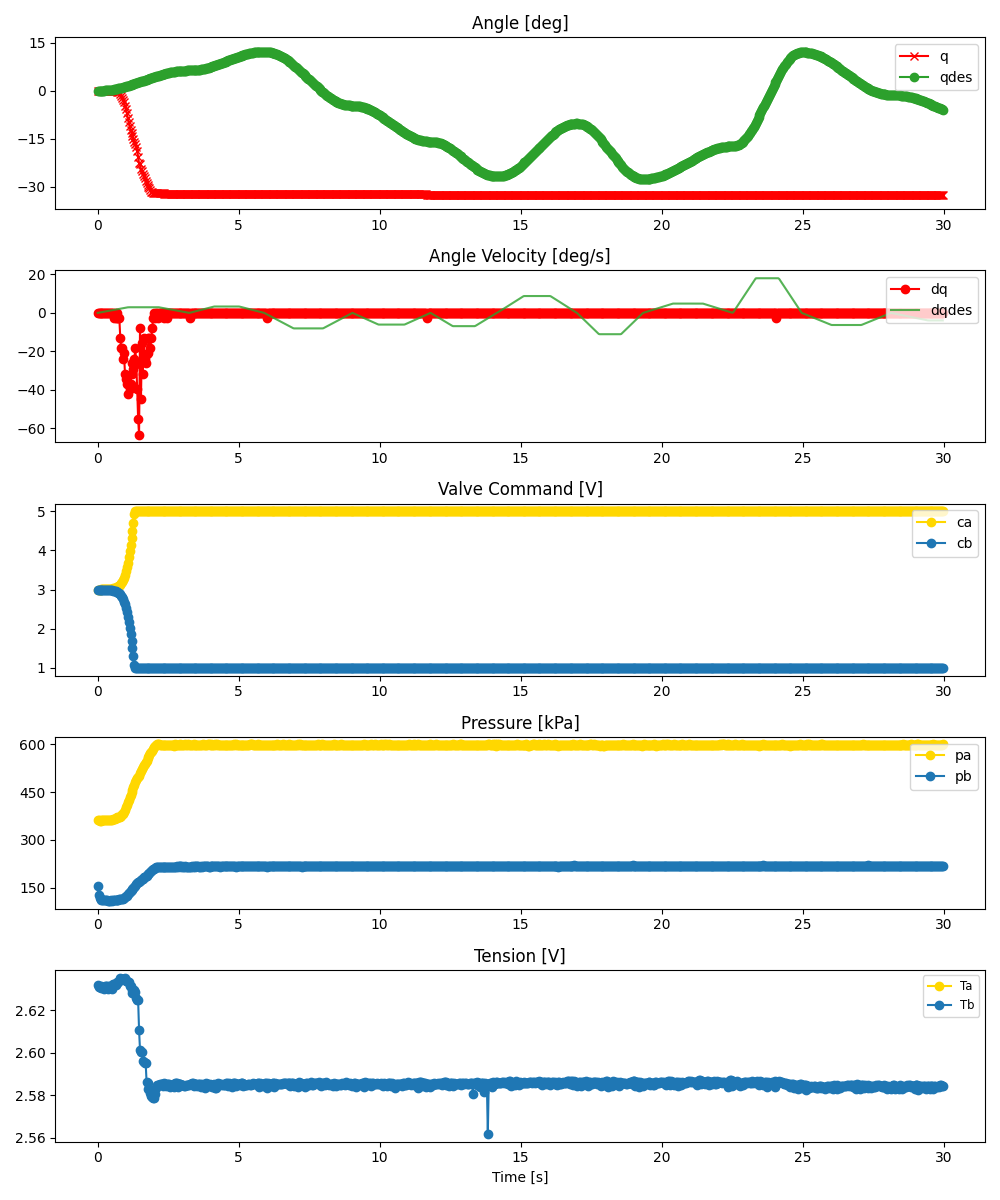 Angle [deg]
15
0
−15
−30
q
qdes
0 5 10 15 20 25 30
Angle Velocity [deg/s]
20
0
−20
−40
−60
dq
dqdes
0 5 10 15 20 25 30
Valve Command [V]
5
4
3
2
1
ca
cb
0 5 10 15 20 25 30
Pressure [kPa]
600
450
300
150
pa
pb
0 5 10 15 20 25 30
Tension [V]
2.62
2.60
2.58
2.56
Ta
Tb
0 5 10 15 20 25 30
Time [s]